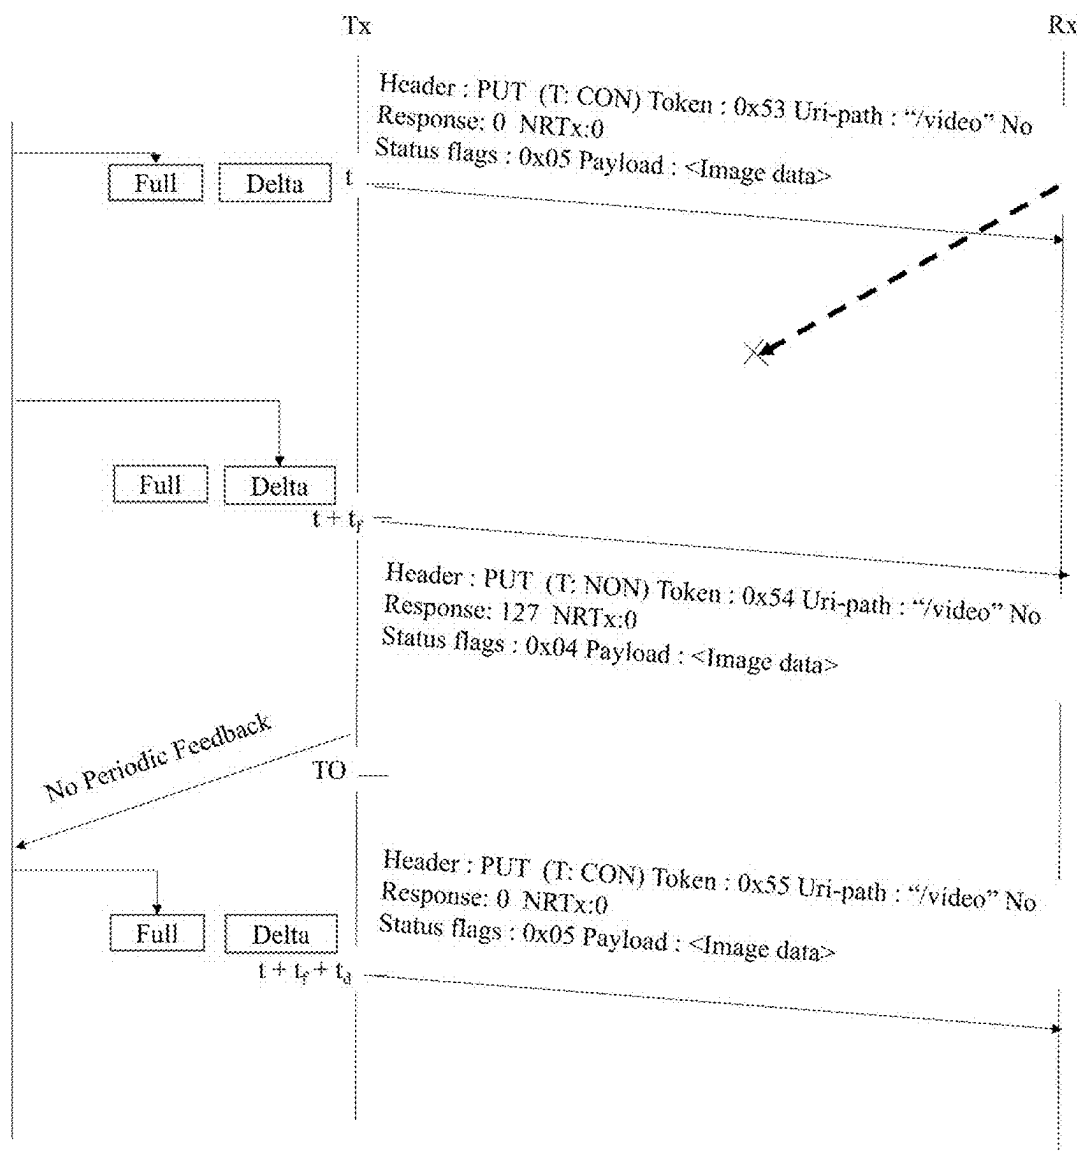 Tx
Rx
Header : PUT (T: CON) Token : 0x53 Uri-path : “/video” No
Response: 0 NRTx:0
Status flags : 0x05 Payload : <Image data>
Full
Delta
t
Full
Delta
t + tf
Header : PUT (T: NON) Token : 0x54 Uri-path : “/video” No
Response: 127 NRTx:0
Status flags : 0x04 Payload : <Image data>
No Periodic Feedback
TO
Header : PUT (T: CON) Token : 0x55 Uri-path : “/video” No
Response: 0 NRTx:0
Status flags : 0x05 Payload : <Image data>
Full
Delta
t + tf + td